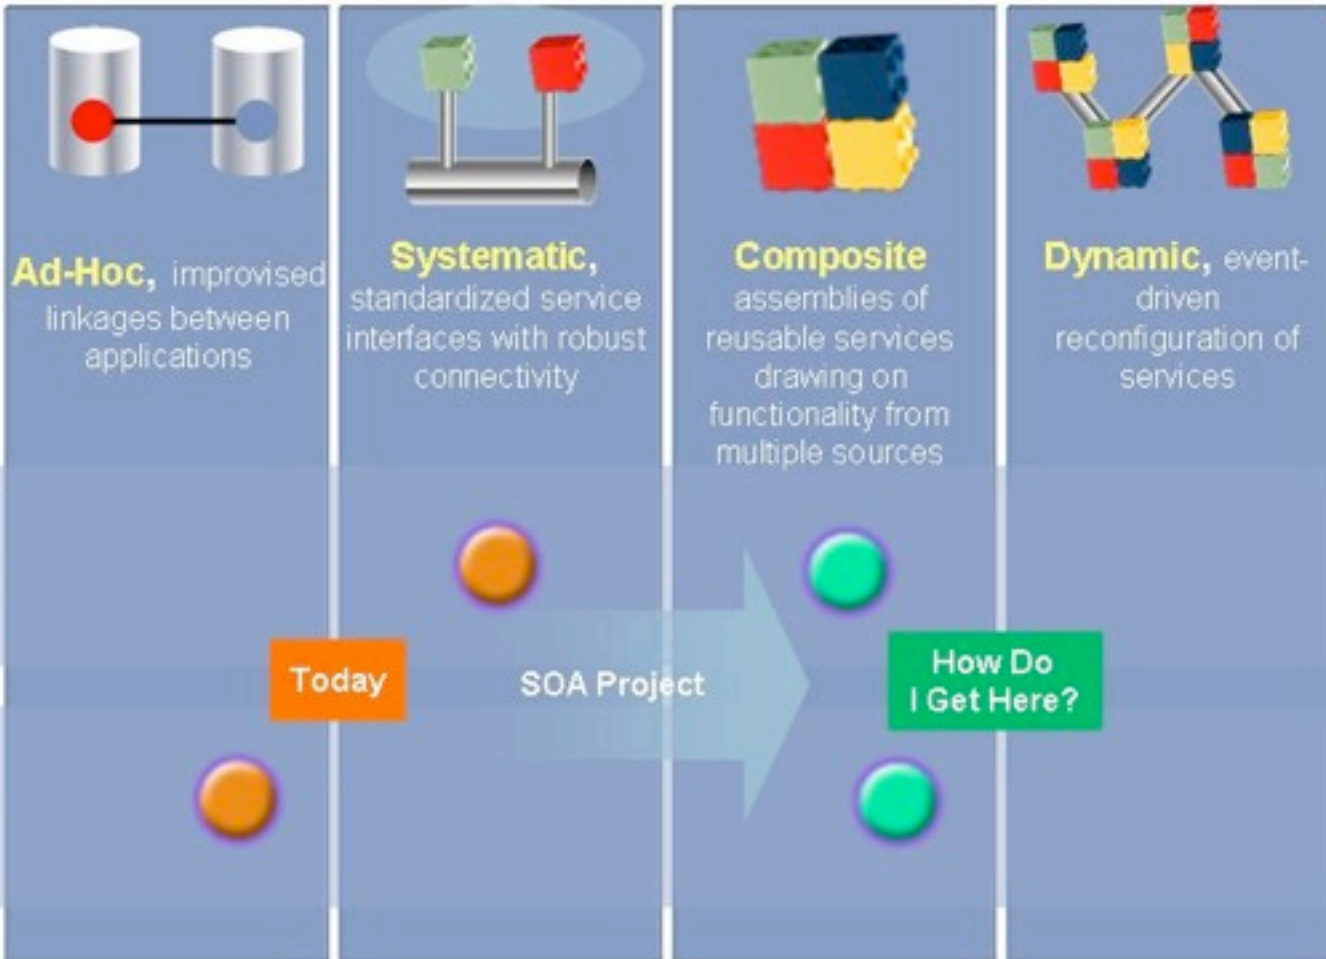 Ad-Hoc, improvised
linkages between
applications
Systematic,
standardized service
interfaces with robust
connectivity
Composite
assemblies of
reusable services
drawing on
functionality from
multiple sources
Dynamic, event-
driven
reconfiguration of
services
Today
SOA Project
How Do
I Get Here?